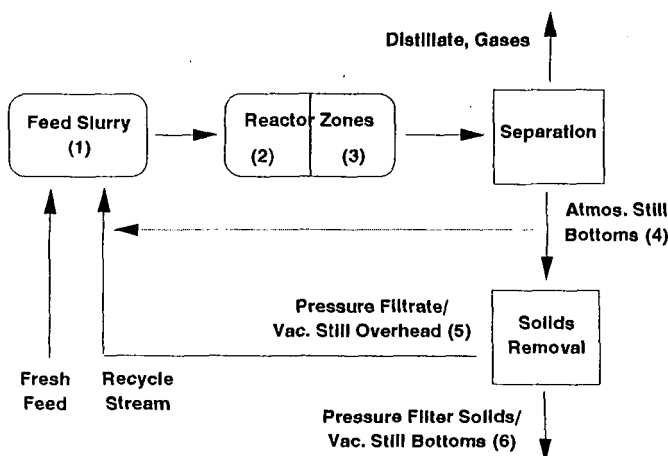 Distillate, Gases
Feed Slurry
(1)
Reactor Zones
(2)
(3)
Separation
Atmos. Still
Bottoms (4)
Pressure Filtrate/
Vac. Still Overhead (5)
Solids
Removal
Fresh
Feed
Recycle
Stream
Pressure Filter Solids/
Vac. Still Bottoms (6)